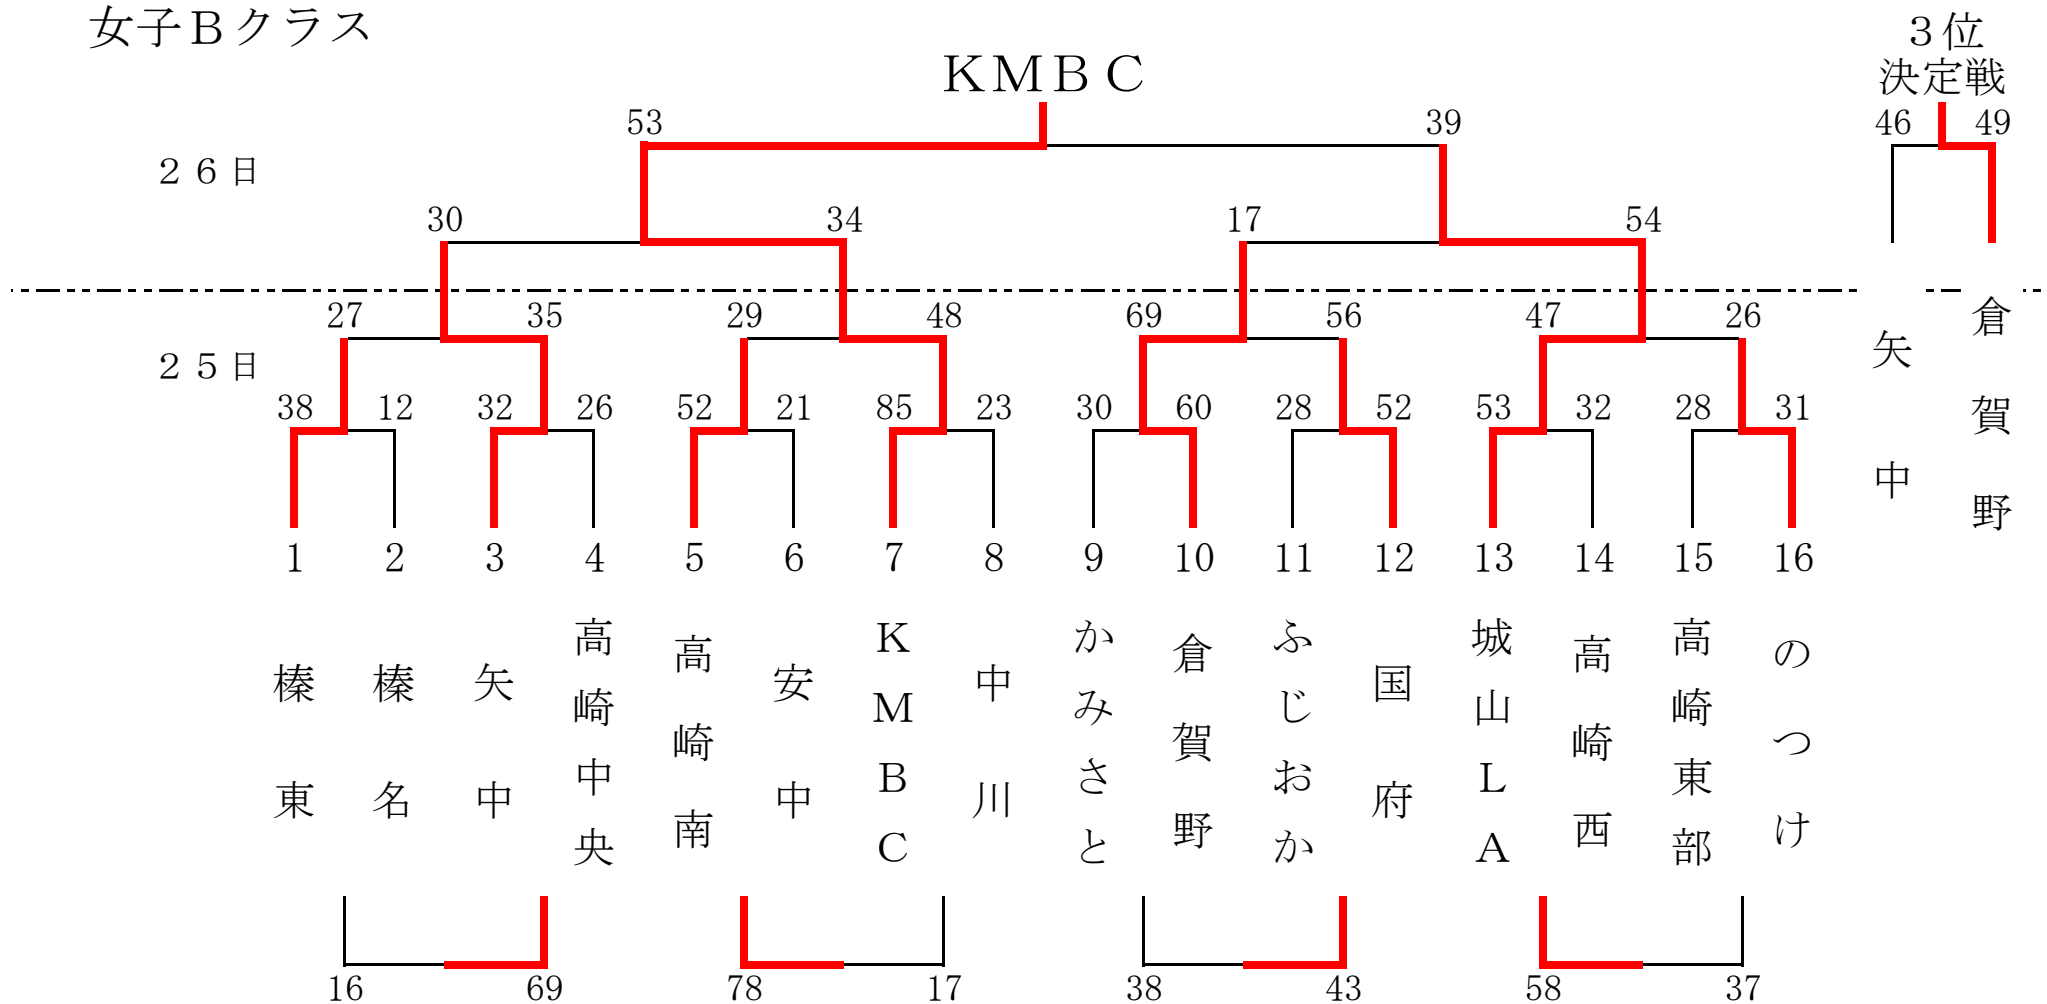 女子Bクラス
KMBC
3位
決定戦
53 39 46 49
26日
30 34 17 54
27 35 29 48 69 56 47 26
25日
38 12 32 26 52 21 85 23 30 60 28 52 53 32 28 31
矢中
倉賀野
1 2 3 4 5 6 7 8 9 10 11 12 13 14 15 16
榛東
榛名
矢中
高崎中央
高崎南
安中
KMBC
中川
かみさと
倉賀野
ふじおか
国府
城山LA
高崎西
高崎東部
のつけ
16 69 78 17 38 43 58 37